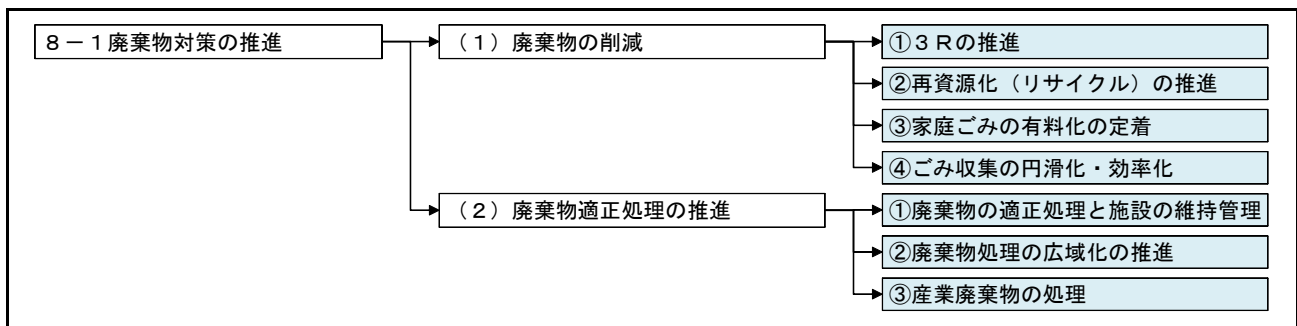 ８－１廃棄物対策の推進
（１）廃棄物の削減
①３Ｒの推進
②再資源化（リサイクル）の推進
③家庭ごみの有料化の定着
④ごみ収集の円滑化・効率化
（２）廃棄物適正処理の推進
①廃棄物の適正処理と施設の維持管理
②廃棄物処理の広域化の推進
③産業廃棄物の処理